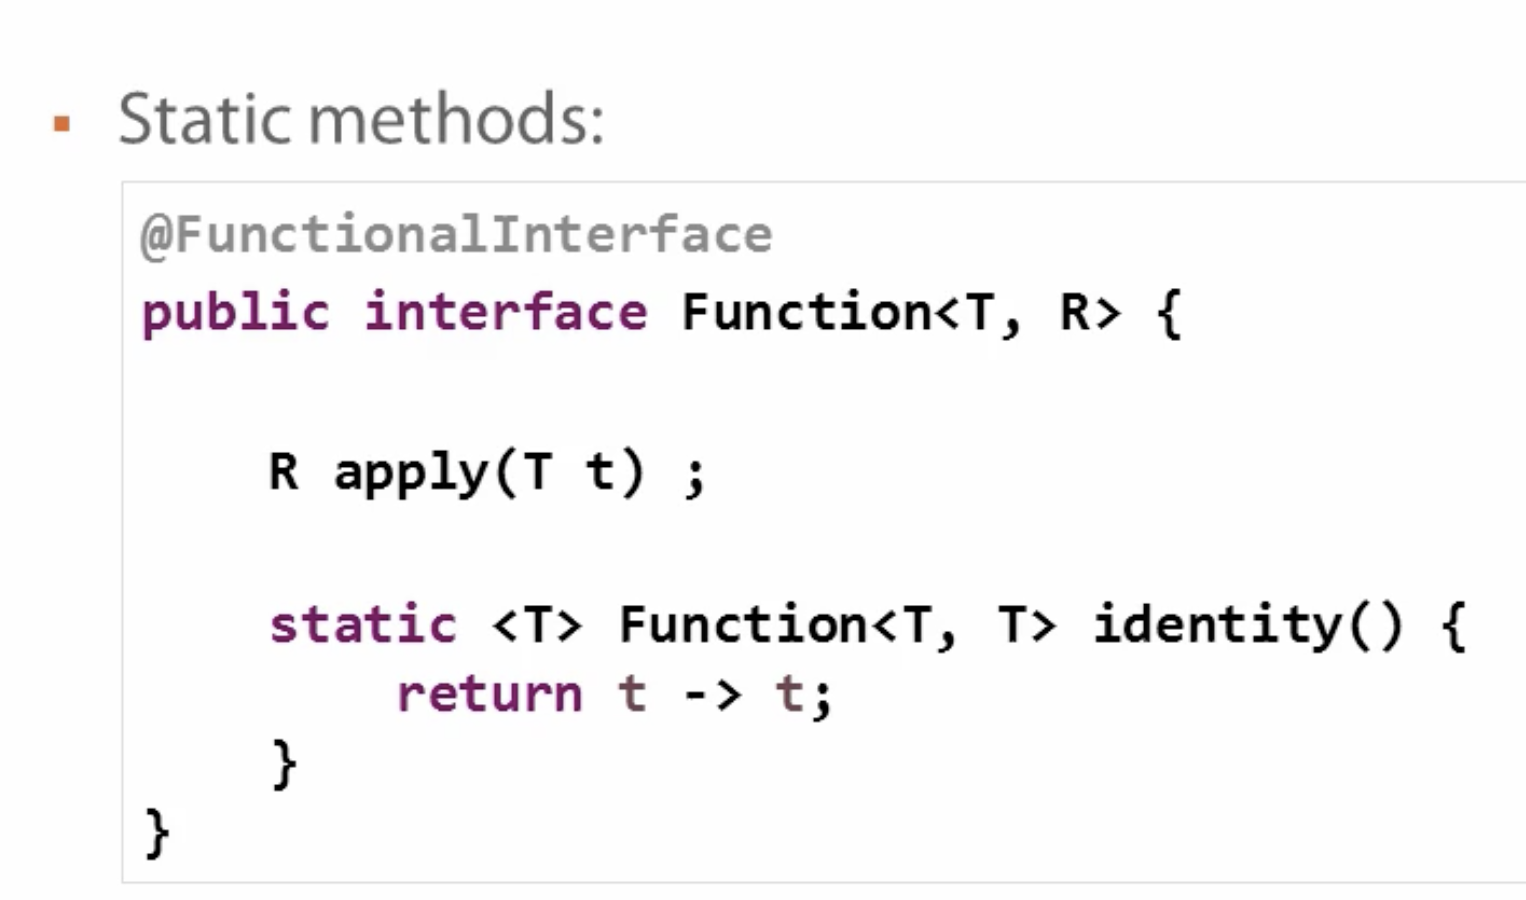 Static methods:
@FunctionalInterface
public interface Function<T, R> {
R apply(T t) ;
static <T> Function<T, T> identity() {
return t -> t;
}
}